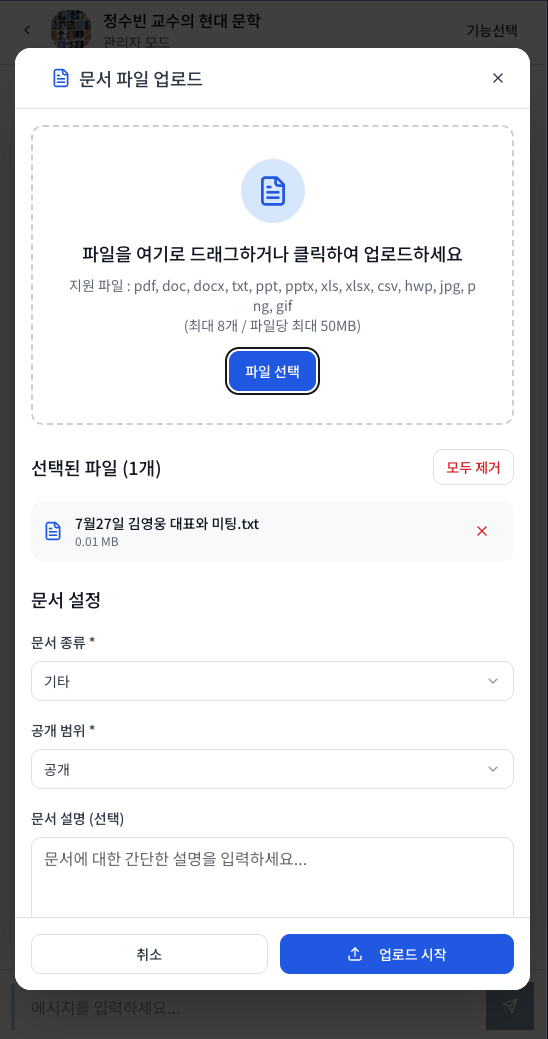 정수빈 교수의 현대 문학
관리자 모드
기능선택
문서 파일 업로드
파일을 여기로 드래그하거나 클릭하여 업로드하세요
지원 파일 : pdf, doc, docx, txt, ppt, pptx, xls, xlsx, csv, hwp, jpg, p
ng, gif
(최대 8개 / 파일당 최대 50MB)
파일 선택
선택된 파일 (1개)
모두 제거
7월27일 김영웅 대표와 미팅.txt
0.01 MB
문서 설정
문서 종류 *
기타
공개 범위 *
공개
문서 설명 (선택)
문서에 대한 간단한 설명을 입력하세요...
취소
업로드 시작
메시지를 입력하세요...